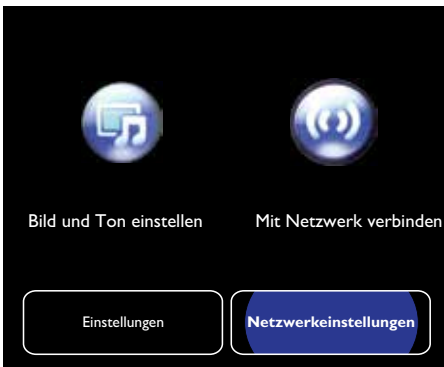 Bild und Ton einstellen
Mit Netzwerk verbinden
Einstellungen
Netzwerkeinstellungen